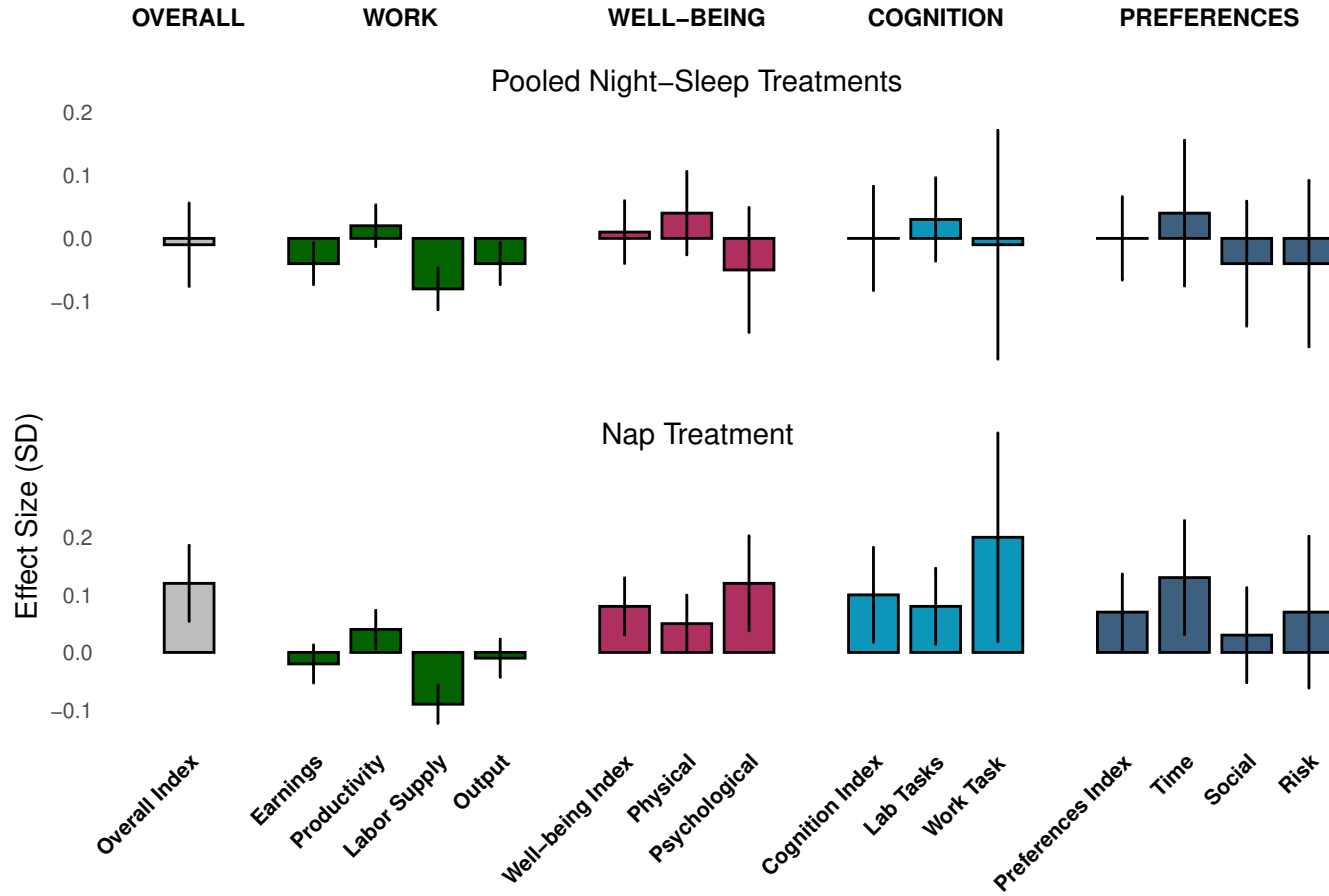 OVERALL WORK WELL−BEING COGNITION PREFERENCES
Pooled Night−Sleep Treatments
0.2
0.1
0.0
−0.1
Effect Size (SD)
Nap Treatment
0.2
0.1
0.0
−0.1
Overall Index
Earnings
Productivity
Labor Supply
Output
Well−being Index
Physical
Psychological
Cognition Index
Lab Tasks
Work Task
Preferences Index
Time
Social
Risk